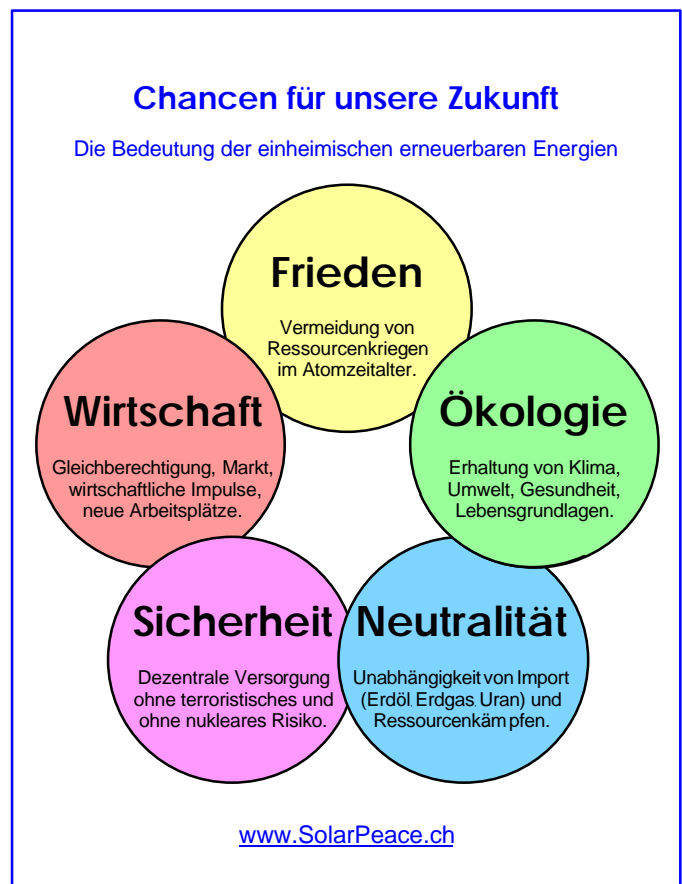 Chancen für unsere Zukunft
Die Bedeutung der einheimischen erneuerbaren Energien
Frieden
Vermeidung von
Ressourcenkriegen
im Atomzeitalter.
Wirtschaft
Gleichberechtigung, Markt,
wirtschaftliche Impulse,
neue Arbeitsplätze.
Ökologie
Erhaltung von Klima,
Umwelt, Gesundheit,
Lebensgrundlagen.
Sicherheit
Dezentrale Versorgung
ohne terroristisches und
ohne nukleares Risiko.
Neutralität
Unabhängigkeit von Import
(Erdöl, Erdgas, Uran) und
Ressourcenkämpfen.
www.SolarPeace.ch